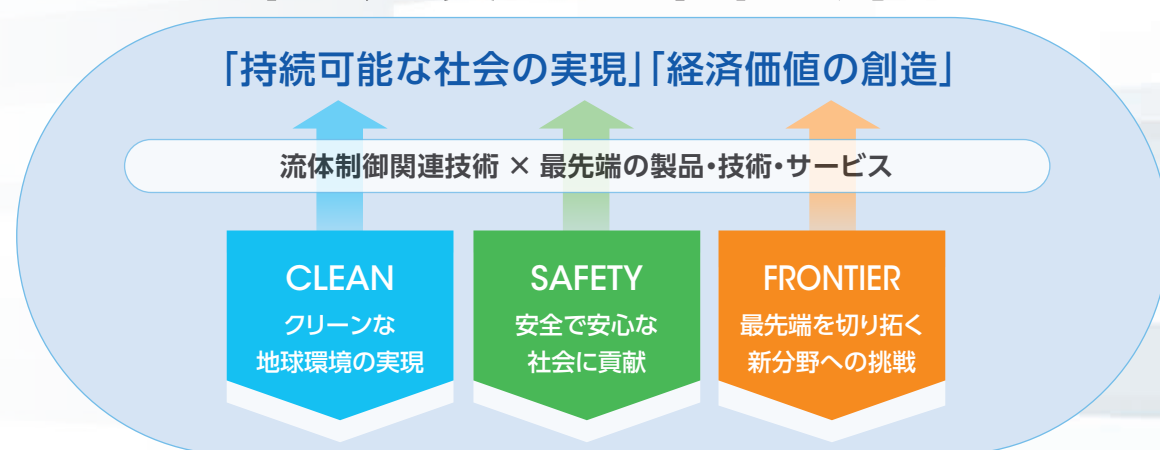 「持続可能な社会の実現」「経済価値の創造」
流体制御関連技術 × 最先端の製品・技術・サービス
CLEAN
クリーンな
地球環境の実現
SAFETY
安全で安心な
社会に貢献
FRONTIER
最先端を切り拓く
新分野への挑戦